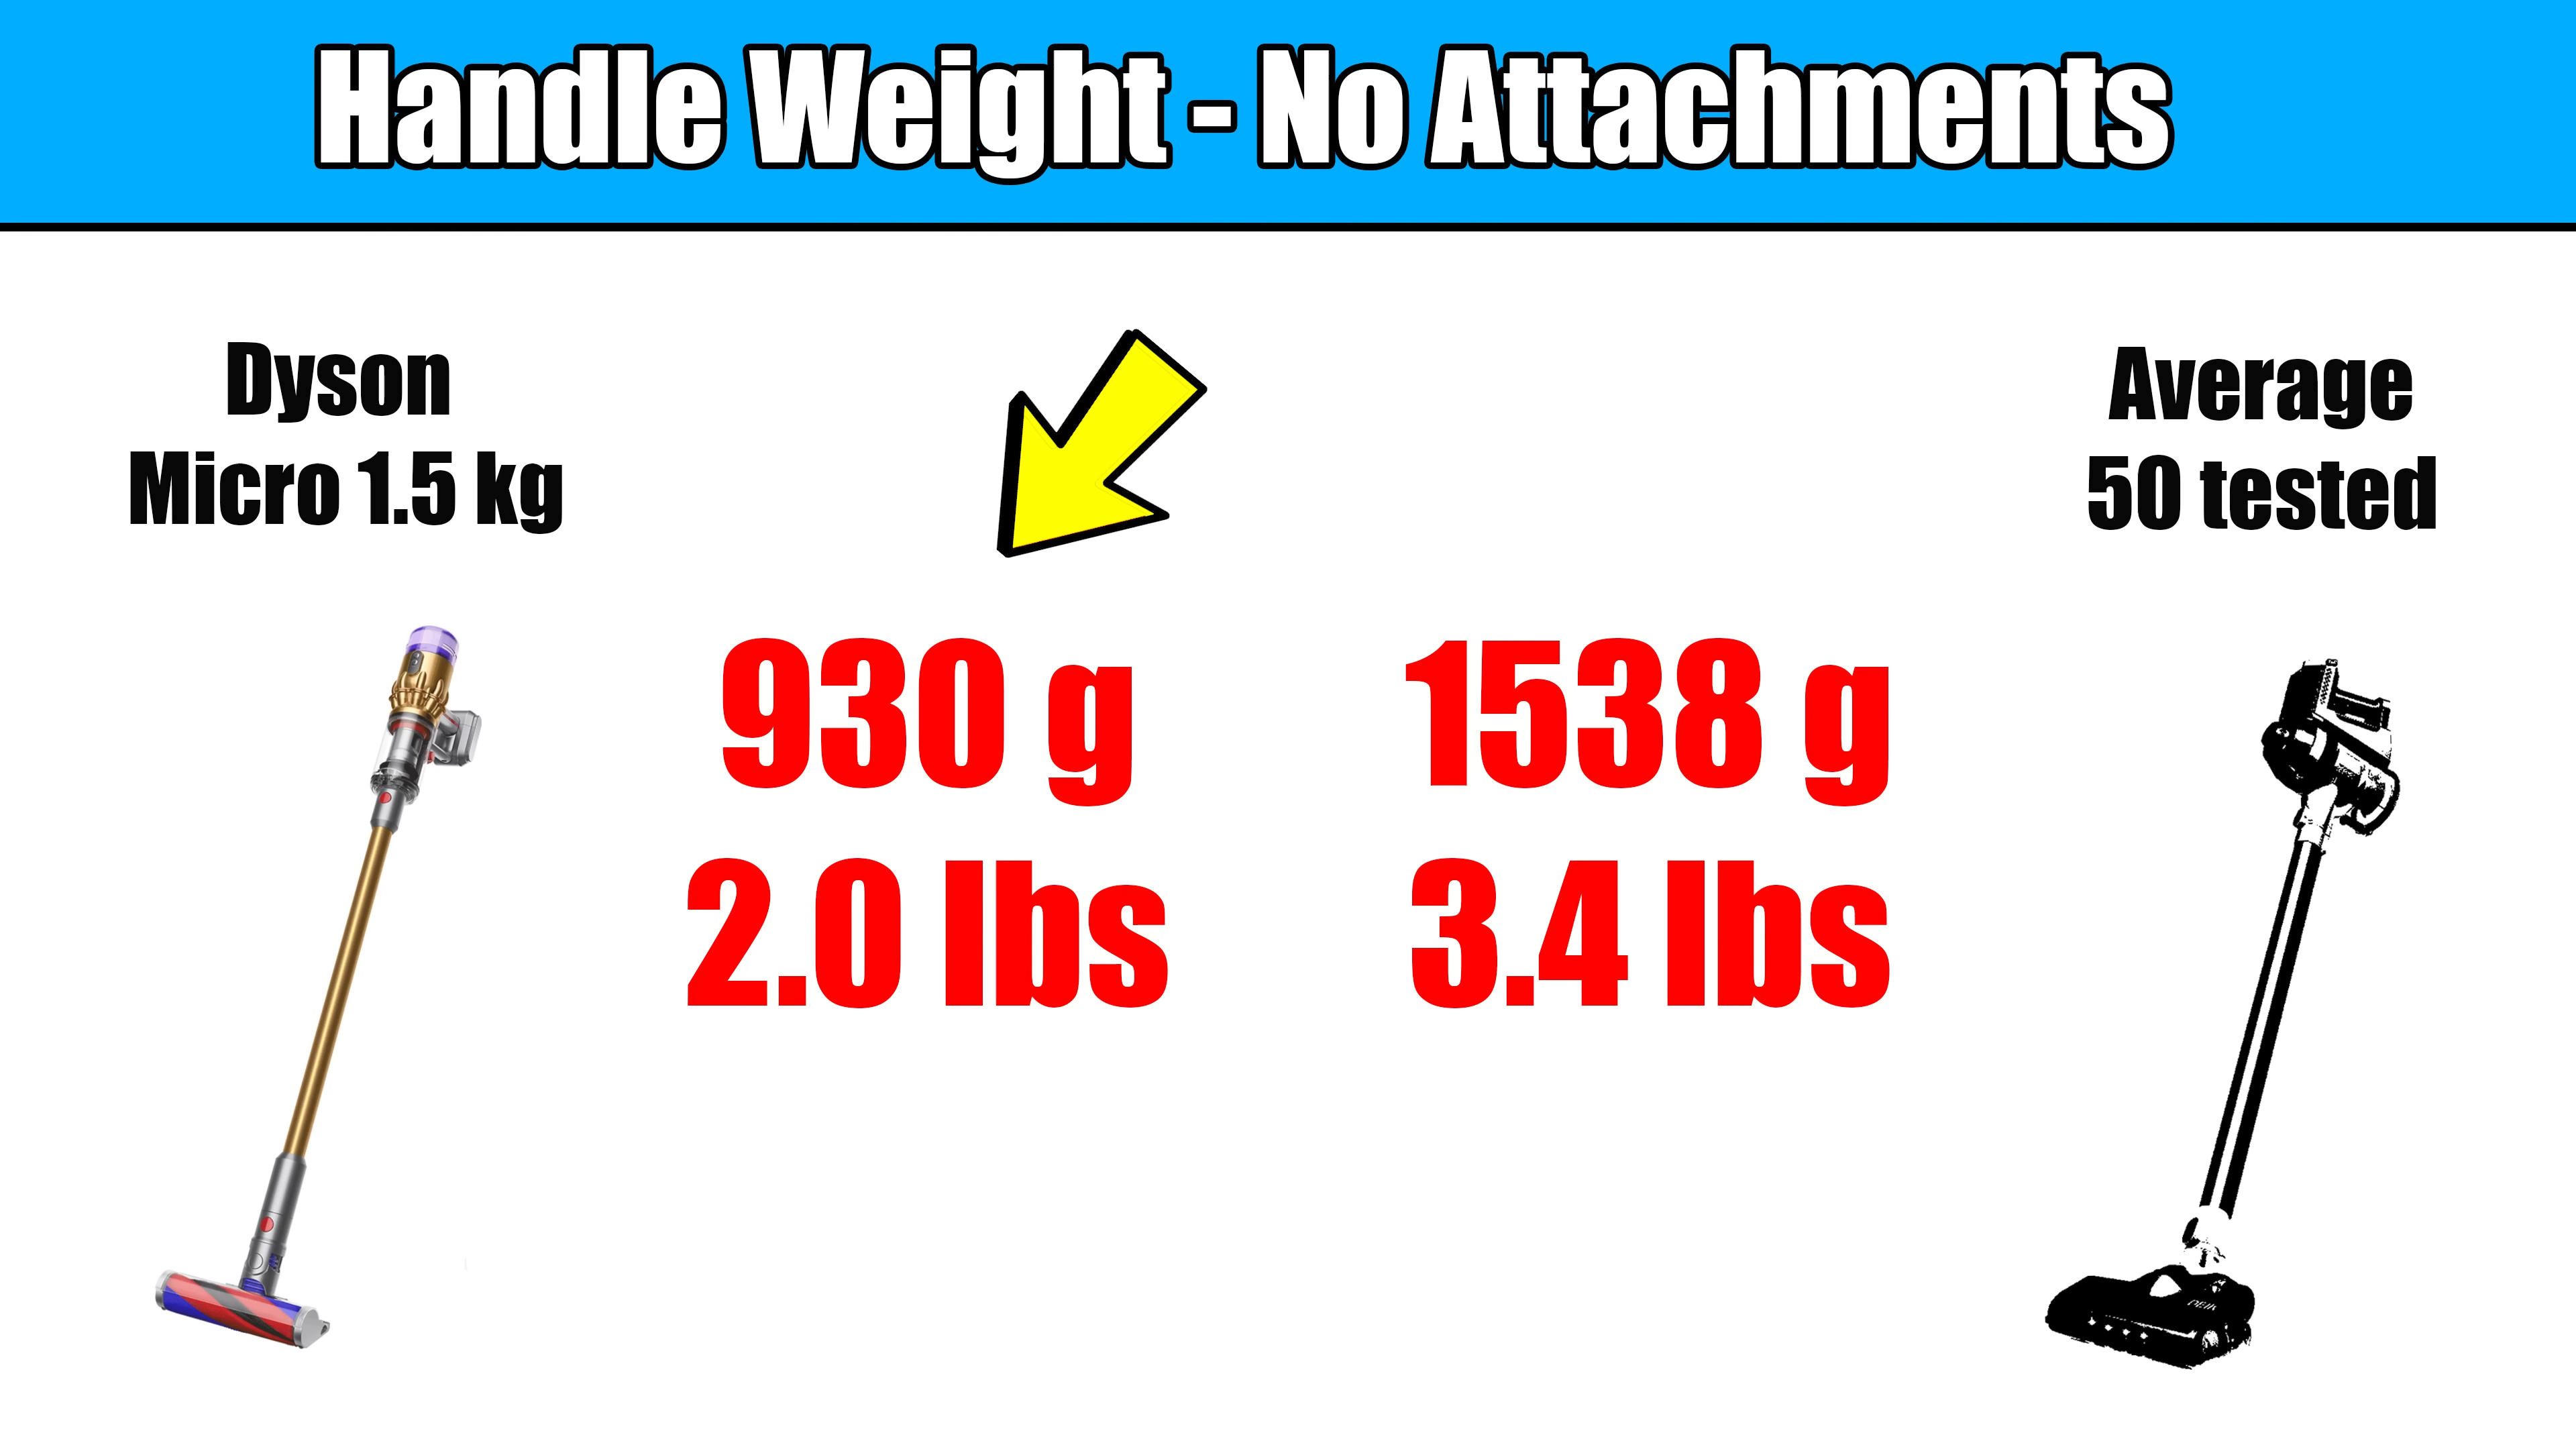 Handle Weight - No Attachments
Dyson
Micro 1.5 kg
Average
50 tested
930 g
1538 g
2.0 lbs
3.4 lbs
DEIK